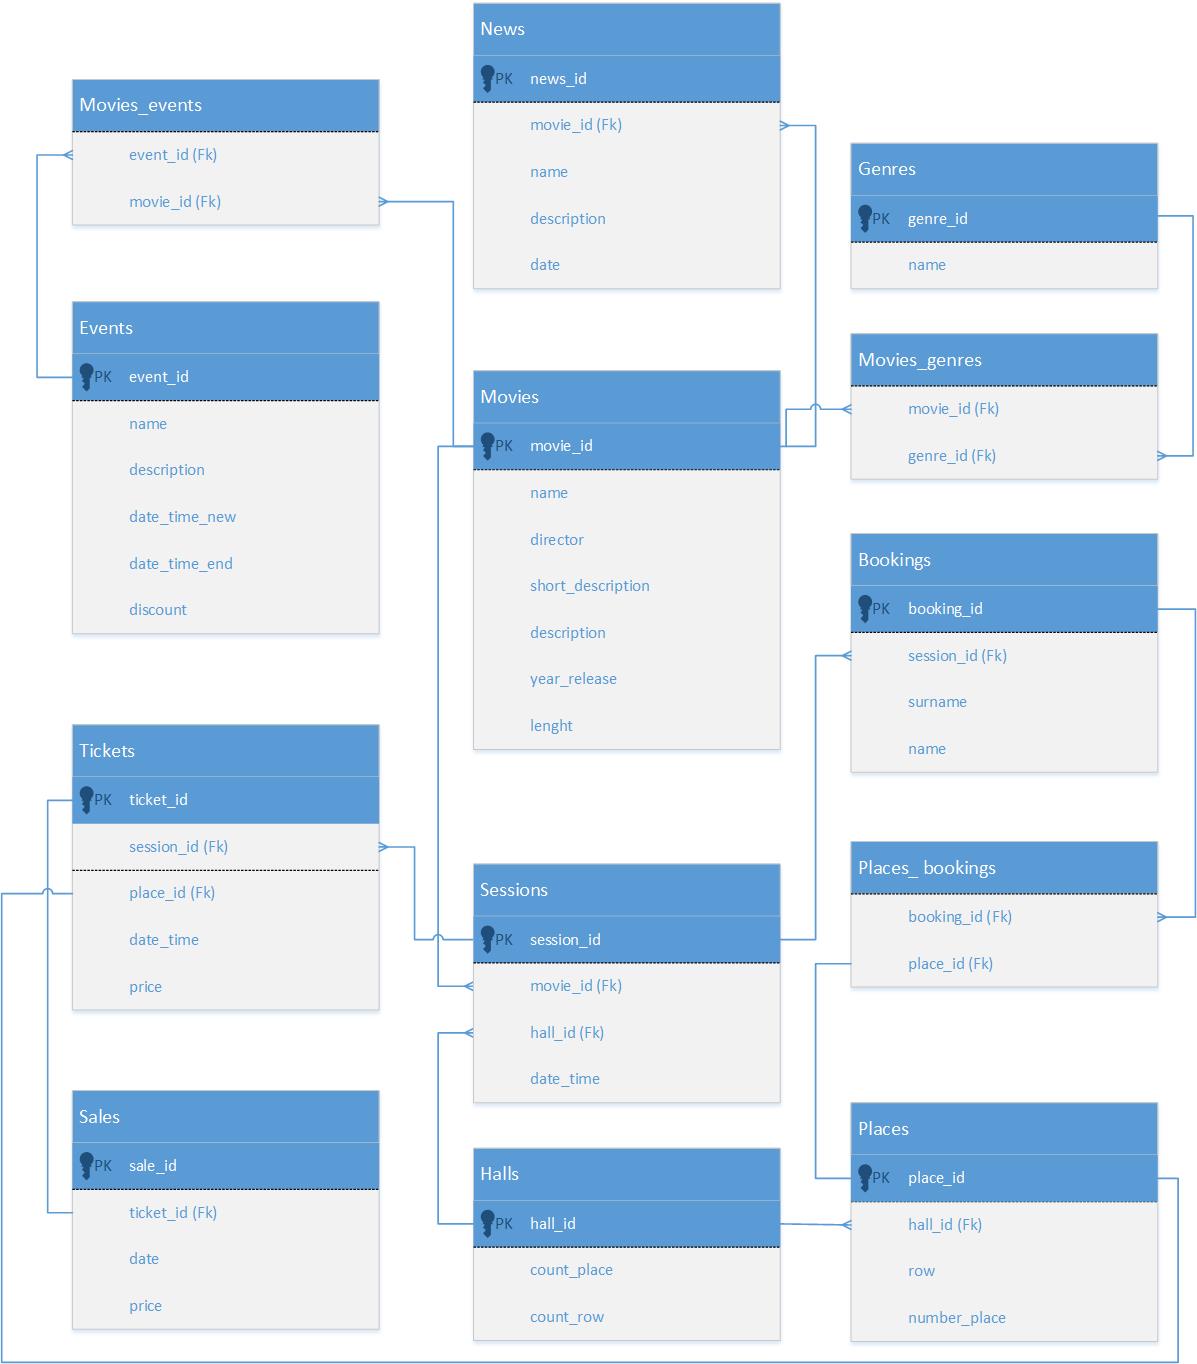 News
PK news_id
movie_id (Fk)
name
description
date
Movies_events
event_id (Fk)
movie_id (Fk)
Genres
PK genre_id
name
Events
PK event_id
name
description
date_time_new
date_time_end
discount
Movies
PK movie_id
name
director
short_description
description
year_release
lenght
Movies_genres
movie_id (Fk)
genre_id (Fk)
Bookings
PK booking_id
session_id (Fk)
surname
name
Tickets
PK ticket_id
session_id (Fk)
place_id (Fk)
date_time
price
Sessions
PK session_id
movie_id (Fk)
hall_id (Fk)
date_time
Places_ bookings
booking_id (Fk)
place_id (Fk)
Sales
PK sale_id
ticket_id (Fk)
date
price
Halls
PK hall_id
count_place
count_row
Places
PK place_id
hall_id (Fk)
row
number_place